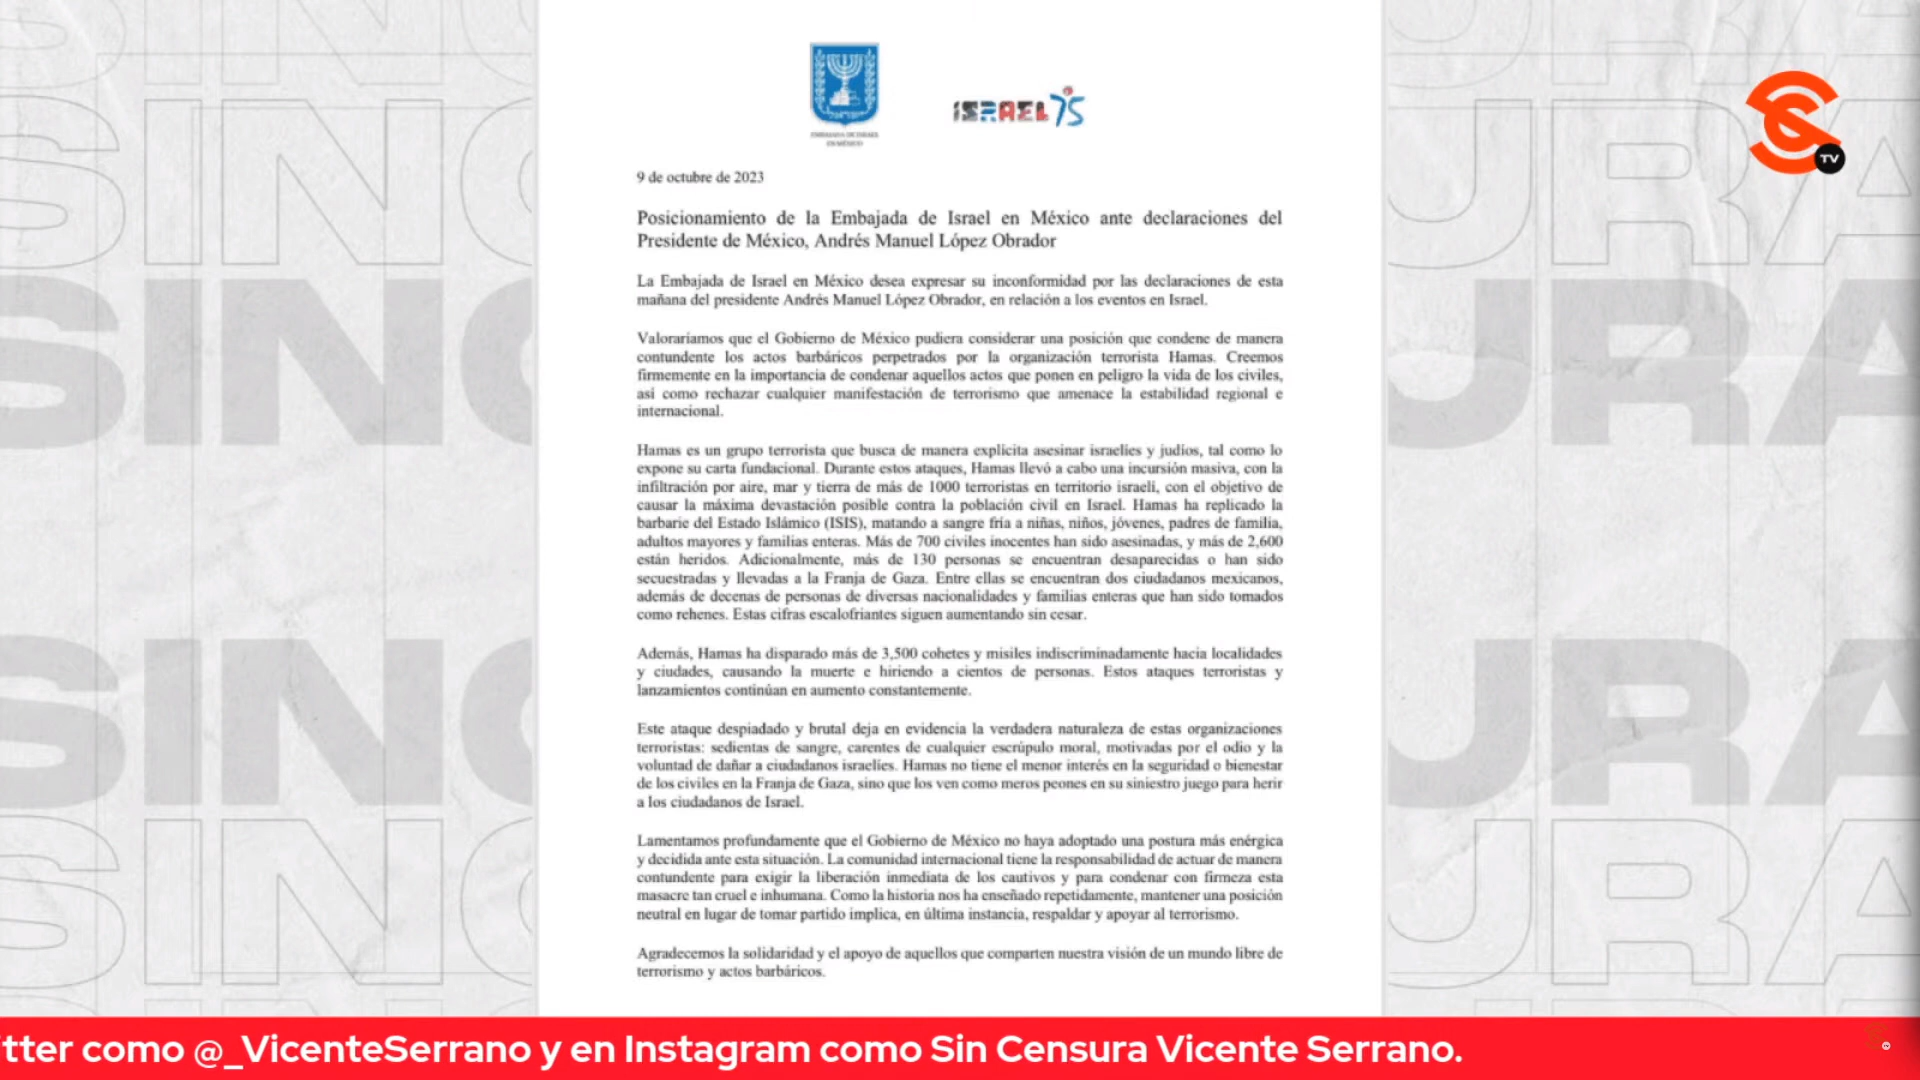 SINC
URA
EMBAJADA DE ISRAEL
EN MÉXICO
ISRAEL 75
TV
9 de octubre de 2023
Posicionamiento de la Embajada de Israel en México ante declaraciones del
Presidente de México, Andrés Manuel López Obrador
La Embajada de Israel en México desea expresar su inconformidad por las declaraciones de esta
mañana del presidente Andrés Manuel López Obrador, en relación a los eventos en Israel.
Valoraríamos que el Gobierno de México pudiera considerar una posición que condene de manera
contundente los actos barbáricos perpetrados por la organización terrorista Hamas. Creemos
firmemente en la importancia de condenar aquellos actos que ponen en peligro la vida de los civiles,
así como rechazar cualquier manifestación de terrorismo que amenace la estabilidad regional e
internacional.
Hamas es un grupo terrorista que busca de manera explícita asesinar israelíes y judíos, tal como lo
expone su carta fundacional. Durante estos ataques, Hamas llevó a cabo una incursión masiva, con la
infiltración por aire, mar y tierra de más de 1000 terroristas en territorio israelí, con el objetivo de
causar la máxima devastación posible contra la población civil en Israel. Hamas ha replicado la
barbarie del Estado Islámico (ISIS), matando a sangre fría a niñas, niños, jóvenes, padres de familia,
adultos mayores y familias enteras. Más de 700 civiles inocentes han sido asesinadas, y más de 2,600
están heridos. Adicionalmente, más de 130 personas se encuentran desaparecidas o han sido
secuestradas y llevadas a la Franja de Gaza. Entre ellas se encuentran dos ciudadanos mexicanos,
además de decenas de personas de diversas nacionalidades y familias enteras que han sido tomados
como rehenes. Estas cifras escalofriantes siguen aumentando sin cesar.
Además, Hamas ha disparado más de 3,500 cohetes y misiles indiscriminadamente hacia localidades
y ciudades, causando la muerte e hiriendo a cientos de personas. Estos ataques terroristas y
lanzamientos continúan en aumento constantemente.
Este ataque despiadado y brutal deja en evidencia la verdadera naturaleza de estas organizaciones
terroristas: sedientas de sangre, carentes de cualquier escrúpulo moral, motivadas por el odio y la
voluntad de dañar a ciudadanos israelíes. Hamas no tiene el menor interés en la seguridad o bienestar
de los civiles en la Franja de Gaza, sino que los ven como meros peones en su siniestro juego para herir
a los ciudadanos de Israel.
Lamentamos profundamente que el Gobierno de México no haya adoptado una postura más enérgica
y decidida ante esta situación. La comunidad internacional tiene la responsabilidad de actuar de manera
contundente para exigir la liberación inmediata de los cautivos y para condenar con firmeza esta
masacre tan cruel e inhumana. Como la historia nos ha enseñado repetidamente, mantener una posición
neutral en lugar de tomar partido implica, en última instancia, respaldar y apoyar al terrorismo.
Agradecemos la solidaridad y el apoyo de aquellos que comparten nuestra visión de un mundo libre de
terrorismo y actos barbáricos.
tter como @_VicenteSerrano y en Instagram como Sin Censura Vicente Serrano.